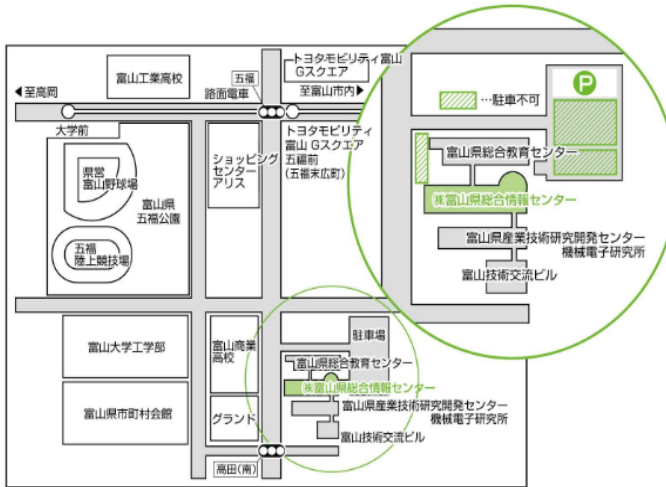 富山工業高校
トヨタモビリティ富山
Gスクエア
五福
至高岡
路面電車
至富山市内
大学前
県営
富山野球場
富山県
五福公園
五福
陸上競技場
ショッピング
センター
アリス
トヨタモビリティ
富山 Gスクエア
五福前
(五福末広町)
P
…駐車不可
富山県総合教育センター
㈱富山県総合情報センター
富山県産業技術研究開発センター
機械電子研究所
富山技術交流ビル
富山大学工学部
富山県市町村会館
富山商業
高校
グランド
駐車場
富山県総合教育センター
㈱富山県総合情報センター
富山県産業技術研究開発センター
機械電子研究所
富山技術交流ビル
高田(南)